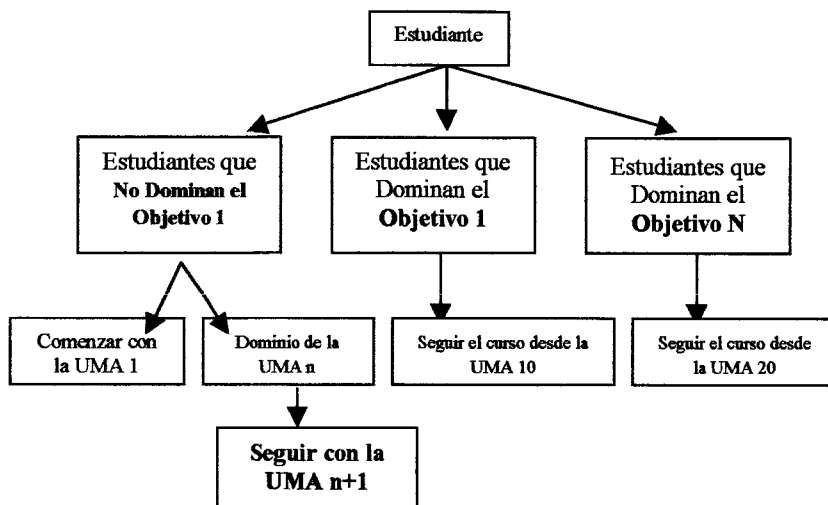 Estudiante
Estudiantes que
No Dominan el
Objetivo 1
Estudiantes que
Dominan el
Objetivo 1
Estudiantes que
Dominan el
Objetivo N
Comenzar con
la UMA 1
Dominio de la
UMA n
Seguir el curso desde la
UMA 10
Seguir el curso desde
la UMA 20
Seguir con la
UMA n+1